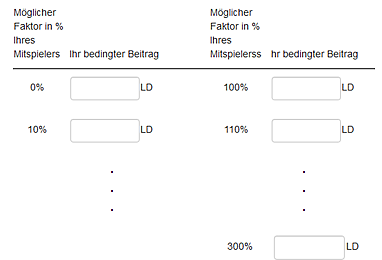 Möglicher
Faktor in %
Ihres
Mitspielers Ihr bedingter Beitrag
Möglicher
Faktor in %
Ihres
Mitspielerss hr bedingter Beitrag
0% LD
100% LD
10% LD
110% LD
300% LD